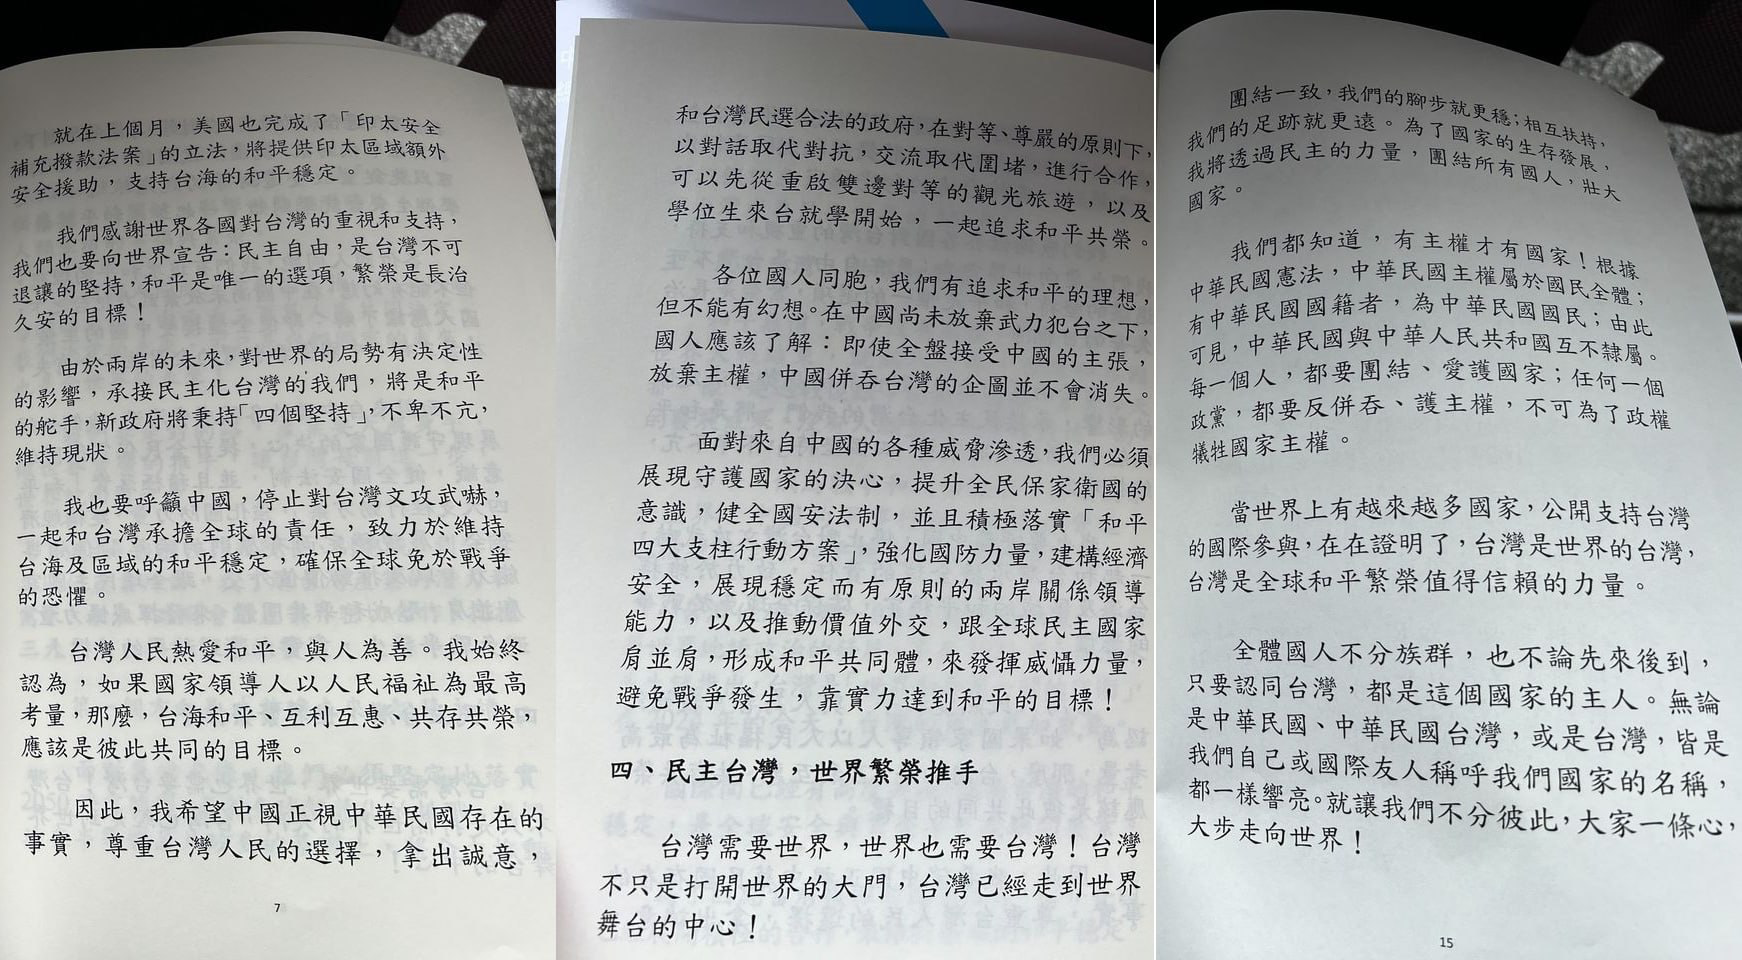 就在上個月，美國也完成了「印太安全
補充撥款法案」的立法，將提供印太區域額外
安全援助，支持台海的和平穩定。
我們感謝世界各國對台灣的重視和支持，
我們也要向世界宣告：民主自由，是台灣不可
退讓的堅持，和平是唯一的選項，繁榮是長治
久安的目標！
由於兩岸的未來，對世界的局勢有決定性
的影響，承接民主化台灣的我們，將是和平
的舵手，新政府將秉持「四個堅持」，不卑不亢，
維持現狀。
我也要呼籲中國，停止對台灣文攻武嚇，
一起和台灣承擔全球的責任，致力於維持
台海及區域的和平穩定，確保全球免於戰爭
的恐懼。
台灣人民熱愛和平，與人為善。我始終
認為，如果國家領導人以人民福祉為最高
考量，那麼，台海和平、互利互惠、共存共榮，
應該是彼此共同的目標。
因此，我希望中國正視中華民國存在的
事實，尊重台灣人民的選擇，拿出誠意，
7
和台灣民選合法的政府，在對等、尊嚴的原則下，
以對話取代對抗，交流取代圍堵，進行合作，
可以先從重啟雙邊對等的觀光旅遊，以及
學位生來台就學開始，一起追求和平共榮。
各位國人同胞，我們有追求和平的理想，
但不能有幻想。在中國尚未放棄武力犯台之下，
國人應該了解：即使全盤接受中國的主張，
放棄主權，中國併吞台灣的企圖並不會消失。
面對來自中國的各種威脅滲透，我們必須
展現守護國家的決心，提升全民保家衛國的
意識，健全國安法制，並且積極落實「和平
四大支柱行動方案」，強化國防力量，建構經濟
安全，展現穩定而有原則的兩岸關係領導
能力，以及推動價值外交，跟全球民主國家
肩並肩，形成和平共同體，來發揮威懾力量，
避免戰爭發生，靠實力達到和平的目標！
四、民主台灣，世界繁榮推手
台灣需要世界，世界也需要台灣！台灣
不只是打開世界的大門，台灣已經走到世界
舞台的中心！
團結一致，我們的腳步就更穩；相互扶持，
我們的足跡就更遠。為了國家的生存發展，
我將透過民主的力量，團結所有國人，壯大
國家。
我們都知道，有主權才有國家！根據
中華民國憲法，中華民國主權屬於國民全體；
有中華民國國籍者，為中華民國國民；由此
可見，中華民國與中華人民共和國互不隸屬。
每一個人，都要團結、愛護國家；任何一個
政黨，都要反併吞、護主權，不可為了政權
犧牲國家主權。
當世界上有越來越多國家，公開支持台灣
的國際參與，在在證明了，台灣是世界的台灣，
台灣是全球和平繁榮值得信賴的力量。
全體國人不分族群，也不論先來後到，
只要認同台灣，都是這個國家的主人。無論
是中華民國、中華民國台灣，或是台灣，皆是
我們自己或國際友人稱呼我們國家的名稱，
都一樣響亮。就讓我們不分彼此，大家一條心，
大步走向世界！
15